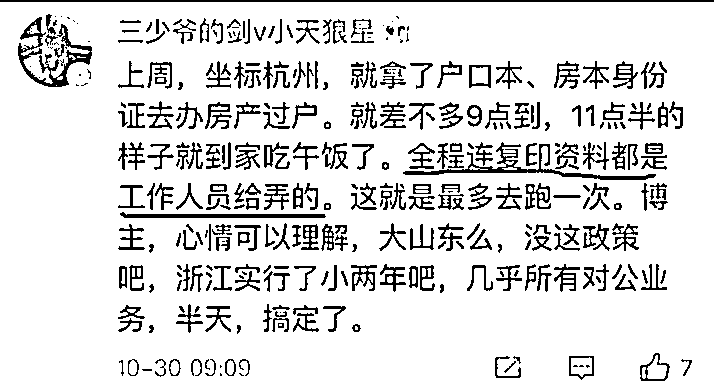 三少爷的剑v小天狼星
上周，坐标杭州，就拿了户口本、房本身份
证去办房产过户。就差不多9点到，11点半的
样子就到家吃午饭了。全程连复印资料都是
工作人员给弄的。这就是最多去跑一次。博
主，心情可以理解，大山东么，没这政策
吧，浙江实行了小两年吧，几乎所有对公业
务，半天，搞定了。
10-30 09:09 7